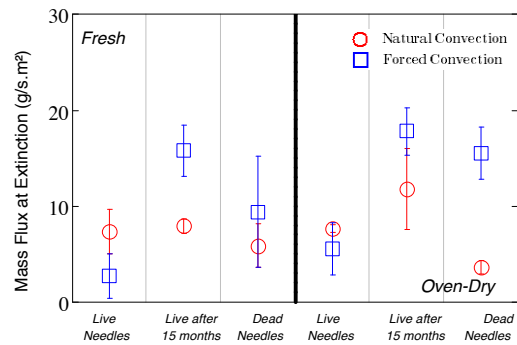 30
Fresh
Natural Convection
Forced Convection
20
Mass Flux at Extinction (g/s.m²)
10
0
Oven-Dry
Live Needles
Live after 15 months
Dead Needles
Live Needles
Live after 15 months
Dead Needles